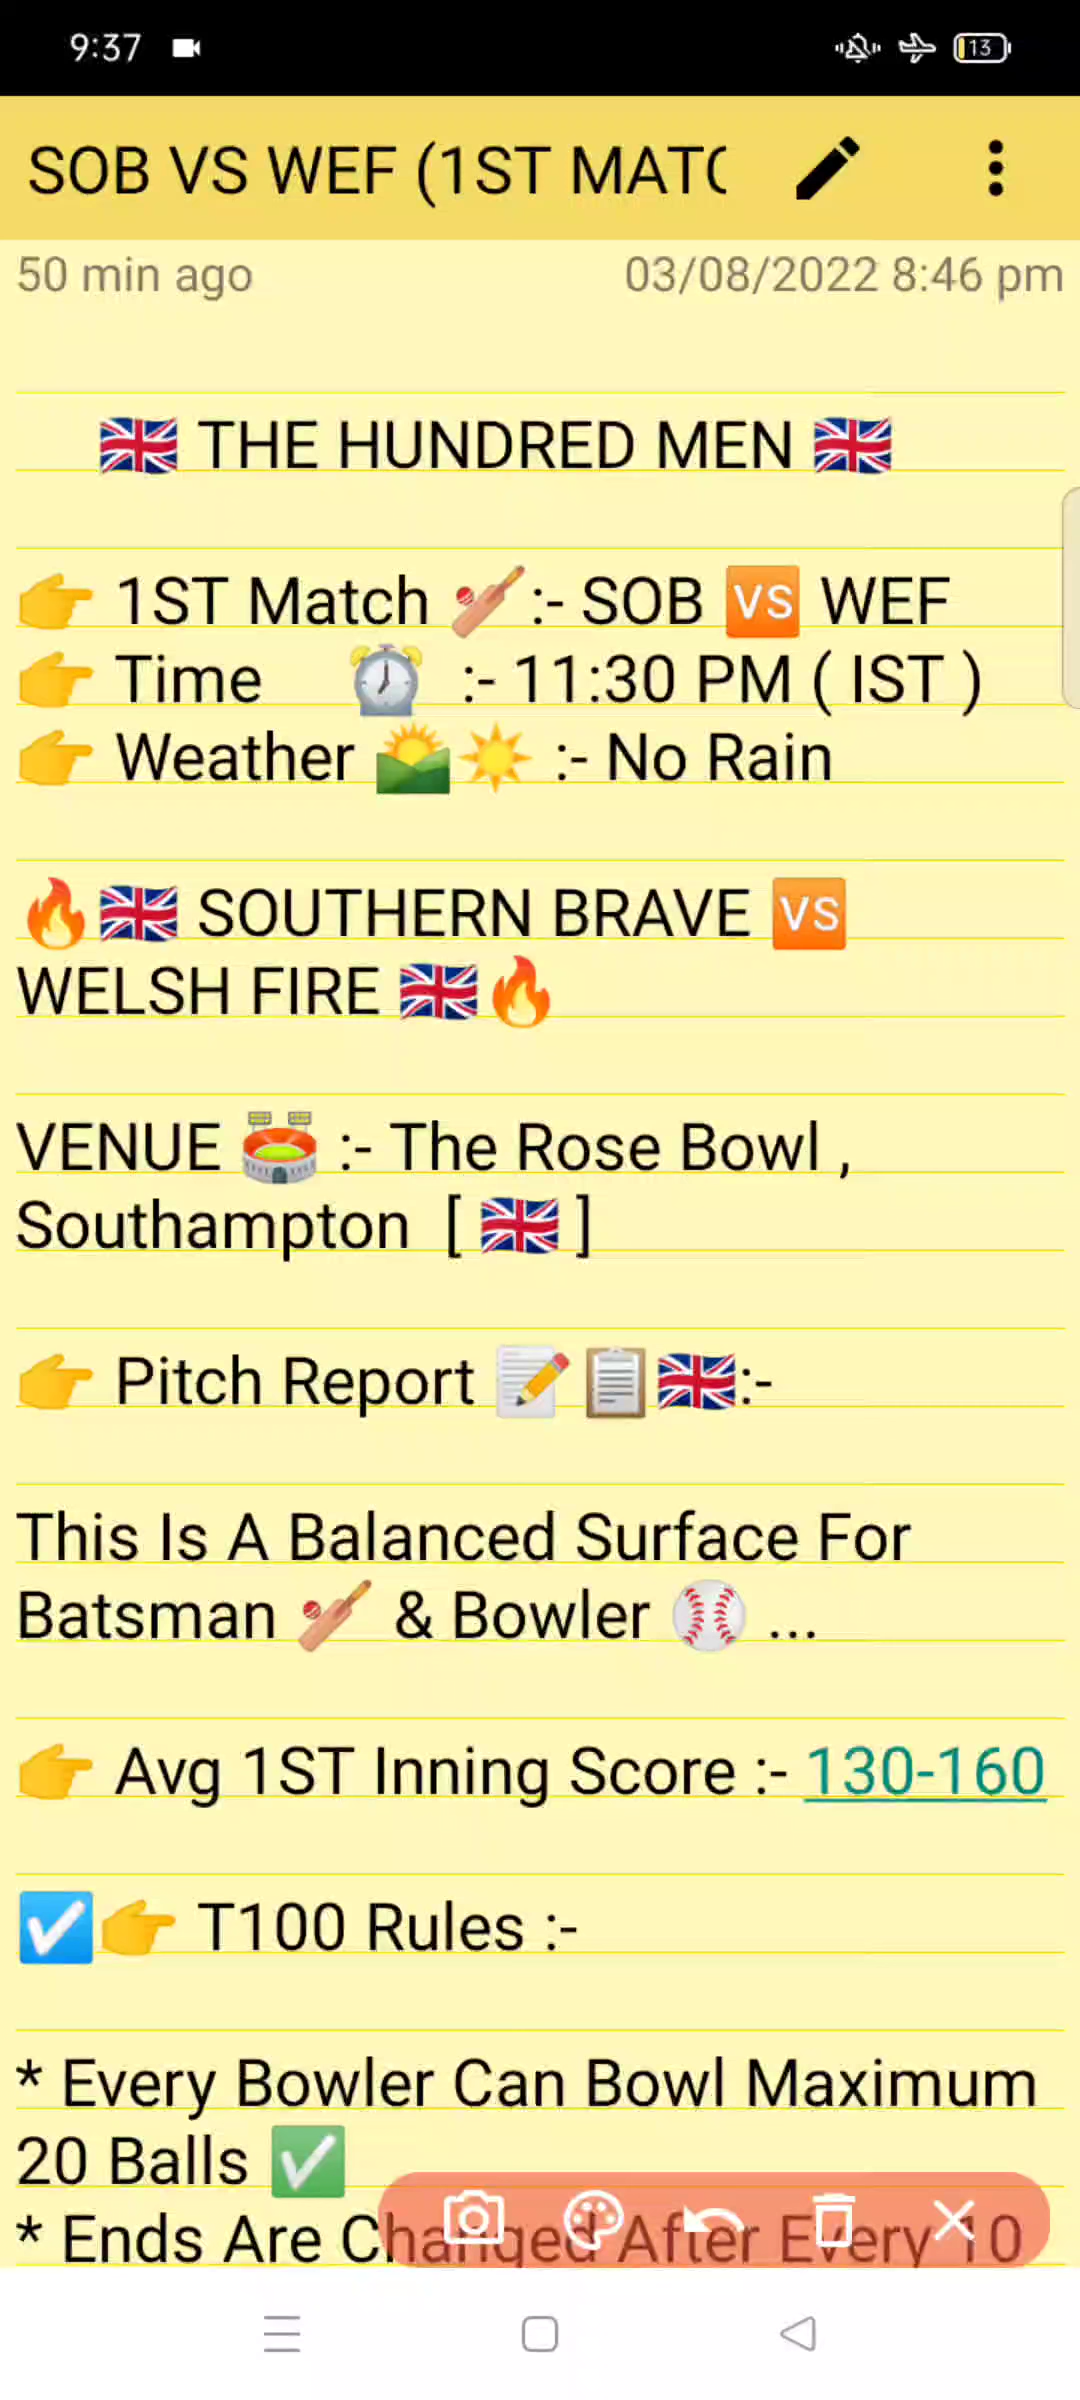 9:37
13
SOB VS WEF (1ST MATC
50 min ago 03/08/2022 8:46 pm
🇬🇧 THE HUNDRED MEN 🇬🇧
👉 1ST Match 🏏:- SOB 🆚 WEF
👉 Time ⏰ :- 11:30 PM ( IST )
👉 Weather 🌄☀️ :- No Rain
🔥🇬🇧 SOUTHERN BRAVE 🆚
WELSH FIRE 🇬🇧🔥
VENUE 🏟️ :- The Rose Bowl ,
Southampton [ 🇬🇧 ]
👉 Pitch Report 📝📋🇬🇧:-
This Is A Balanced Surface For
Batsman 🏏 & Bowler ⚾ ...
👉 Avg 1ST Inning Score :- 130-160
☑️👉 T100 Rules :-
* Every Bowler Can Bowl Maximum
20 Balls ✅
* Ends Are Changed After Every 10